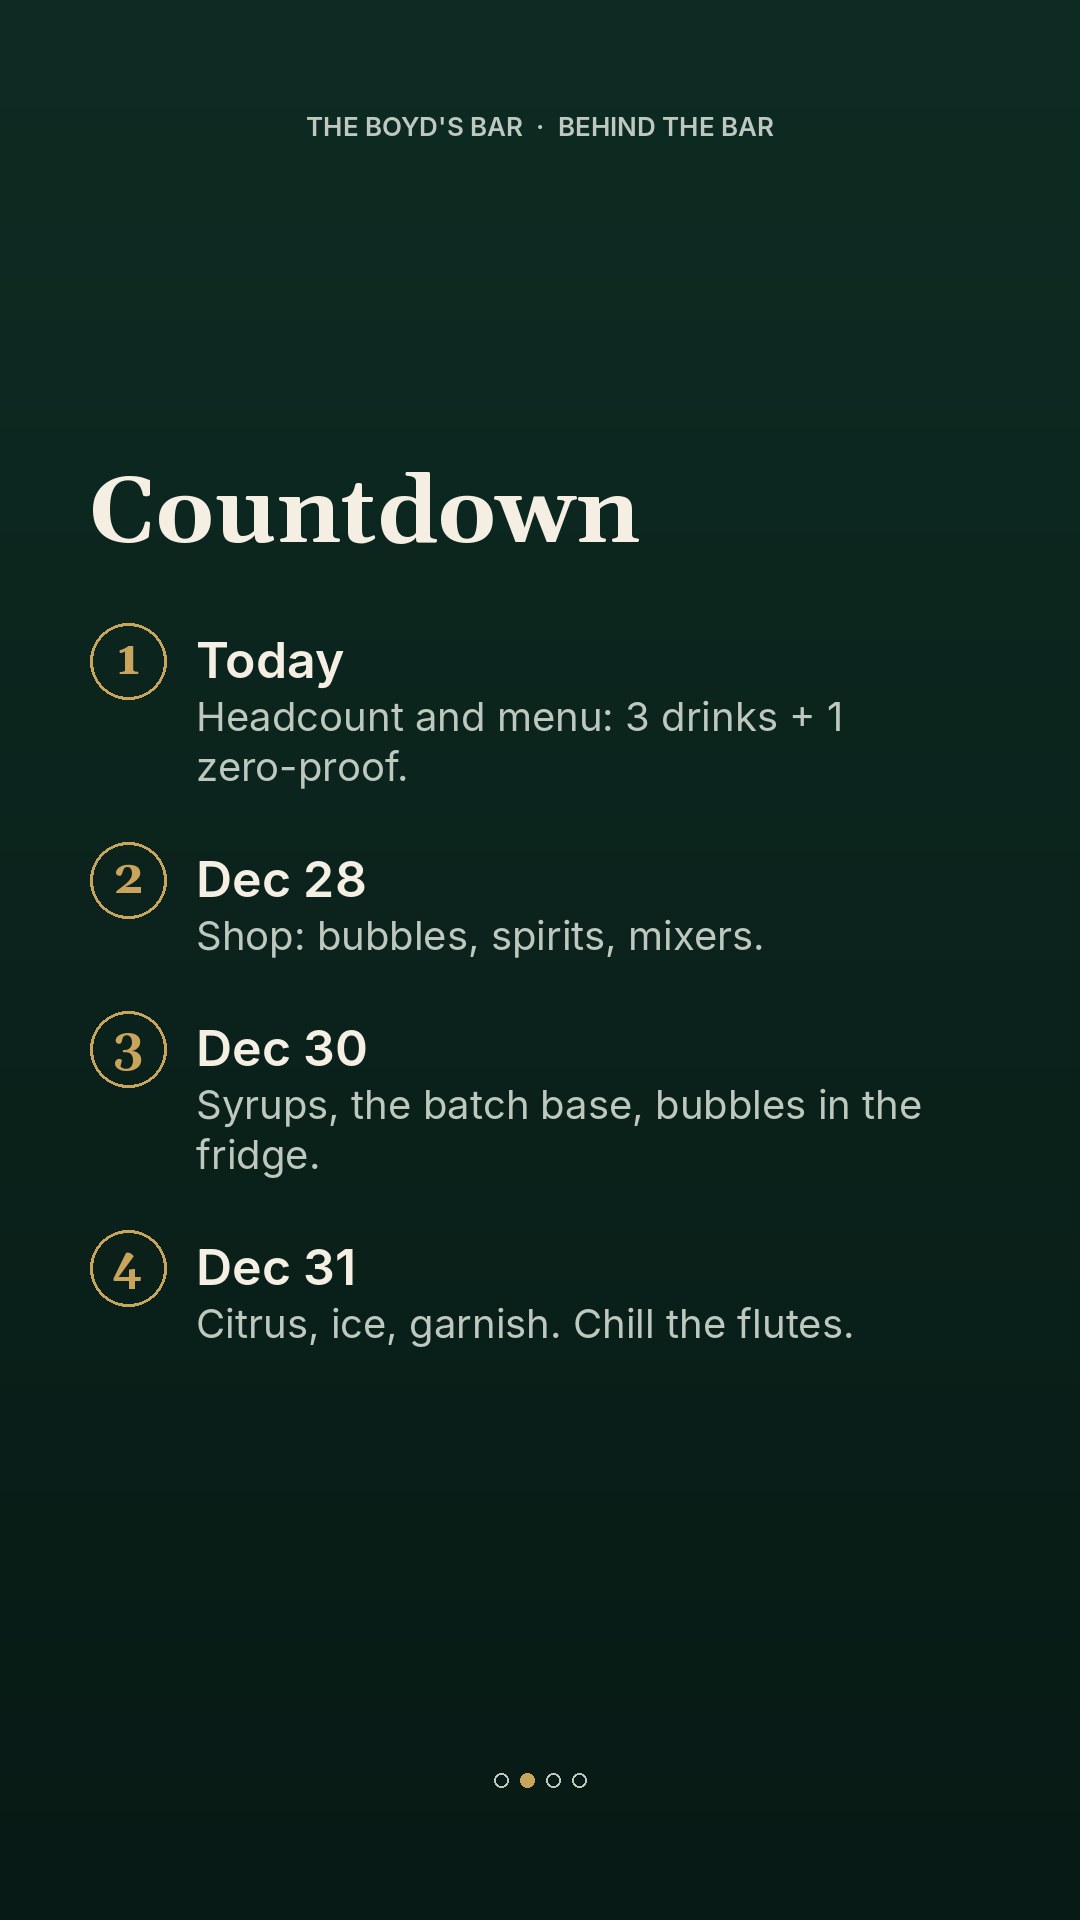 THE BOYD'S BAR · BEHIND THE BAR
Countdown
1 Today
Headcount and menu: 3 drinks + 1
zero-proof.
2 Dec 28
Shop: bubbles, spirits, mixers.
3 Dec 30
Syrups, the batch base, bubbles in the
fridge.
4 Dec 31
Citrus, ice, garnish. Chill the flutes.